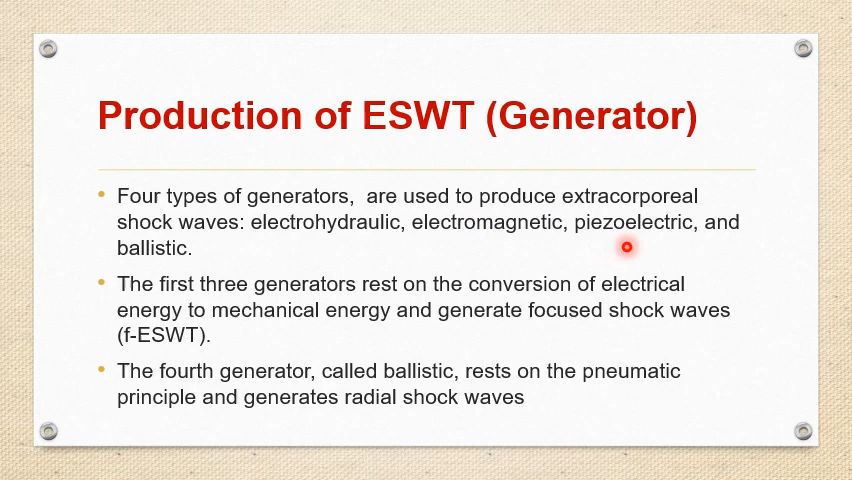 Production of ESWT (Generator)
• Four types of generators,  are used to produce extracorporeal
shock waves: electrohydraulic, electromagnetic, piezoelectric, and
ballistic.
• The first three generators rest on the conversion of electrical
energy to mechanical energy and generate focused shock waves
(f-ESWT).
• The fourth generator, called ballistic, rests on the pneumatic
principle and generates radial shock waves